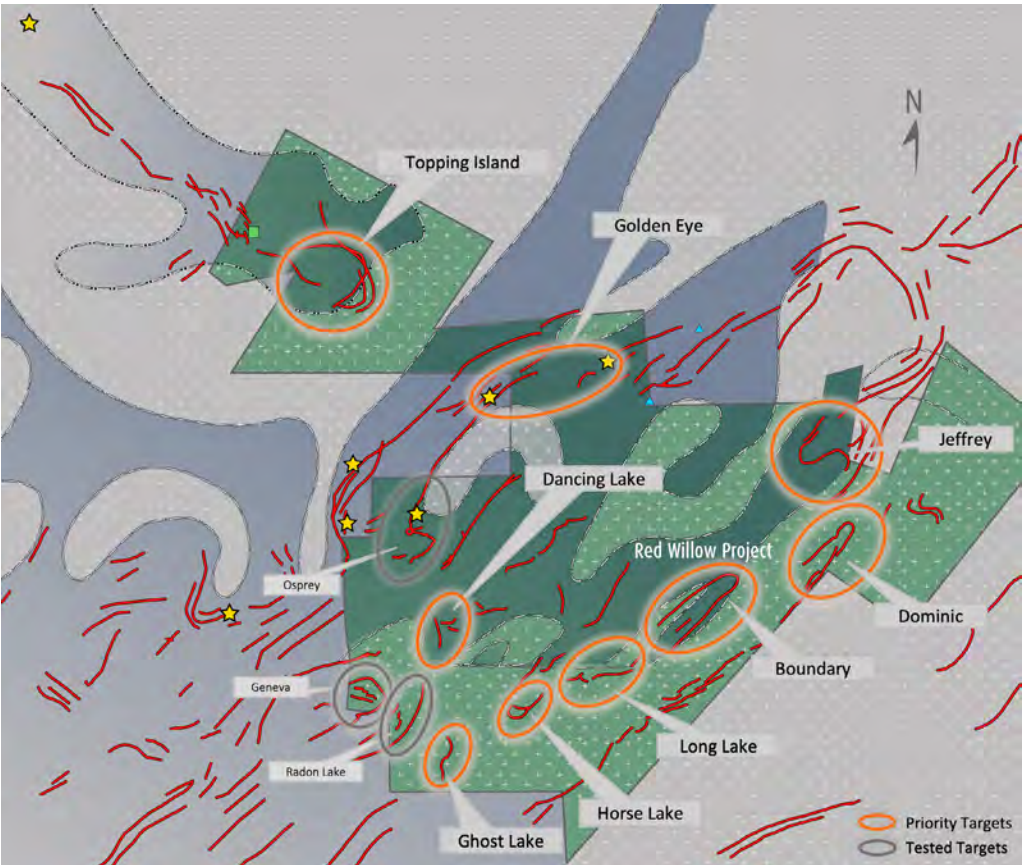 N
Topping Island
Golden Eye
Jeffrey
Dancing Lake
Red Willow Project
Osprey
Dominic
Boundary
Geneva
Long Lake
Radon Lake
Horse Lake
Ghost Lake
Priority Targets
Tested Targets